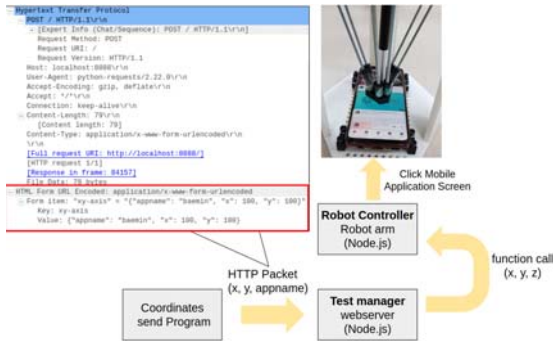 Hypertext Transfer Protocol
POST / HTTP/1.1\r\n
[Expert Info (Chat/Sequence): POST / HTTP/1.1\r\n]
Request Method: POST
Request URI: /
Request Version: HTTP/1.1
Host: localhost:8088/\r\n
User-Agent: python-requests/2.22.0\r\n
Accept-Encoding: gzip, deflate\r\n
Accept: */*\r\n
Connection: keep-alive\r\n
Content-Length: 79\r\n
[Content length: 79]
Content-Type: application/x-www-form-urlencoded\r\n
\r\n
[Full request URI: http://localhost:8088/]
[HTTP request 1/1]
[Response in frame: 84157]
File Data: 79 bytes
HTML Form URL Encoded: application/x-www-form-urlencoded
Form item: "xy-axis" = "{"appname": "baemin", "x": 100, "y": 100}"
Key: xy-axis
Value: {"appname": "baemin", "x": 100, "y": 100}
Click Mobile
Application Screen
Robot Controller
Robot arm
(Node.js)
function call
(x, y, z)
HTTP Packet
(x, y, appname)
Coordinates
send Program
Test manager
webserver
(Node.js)